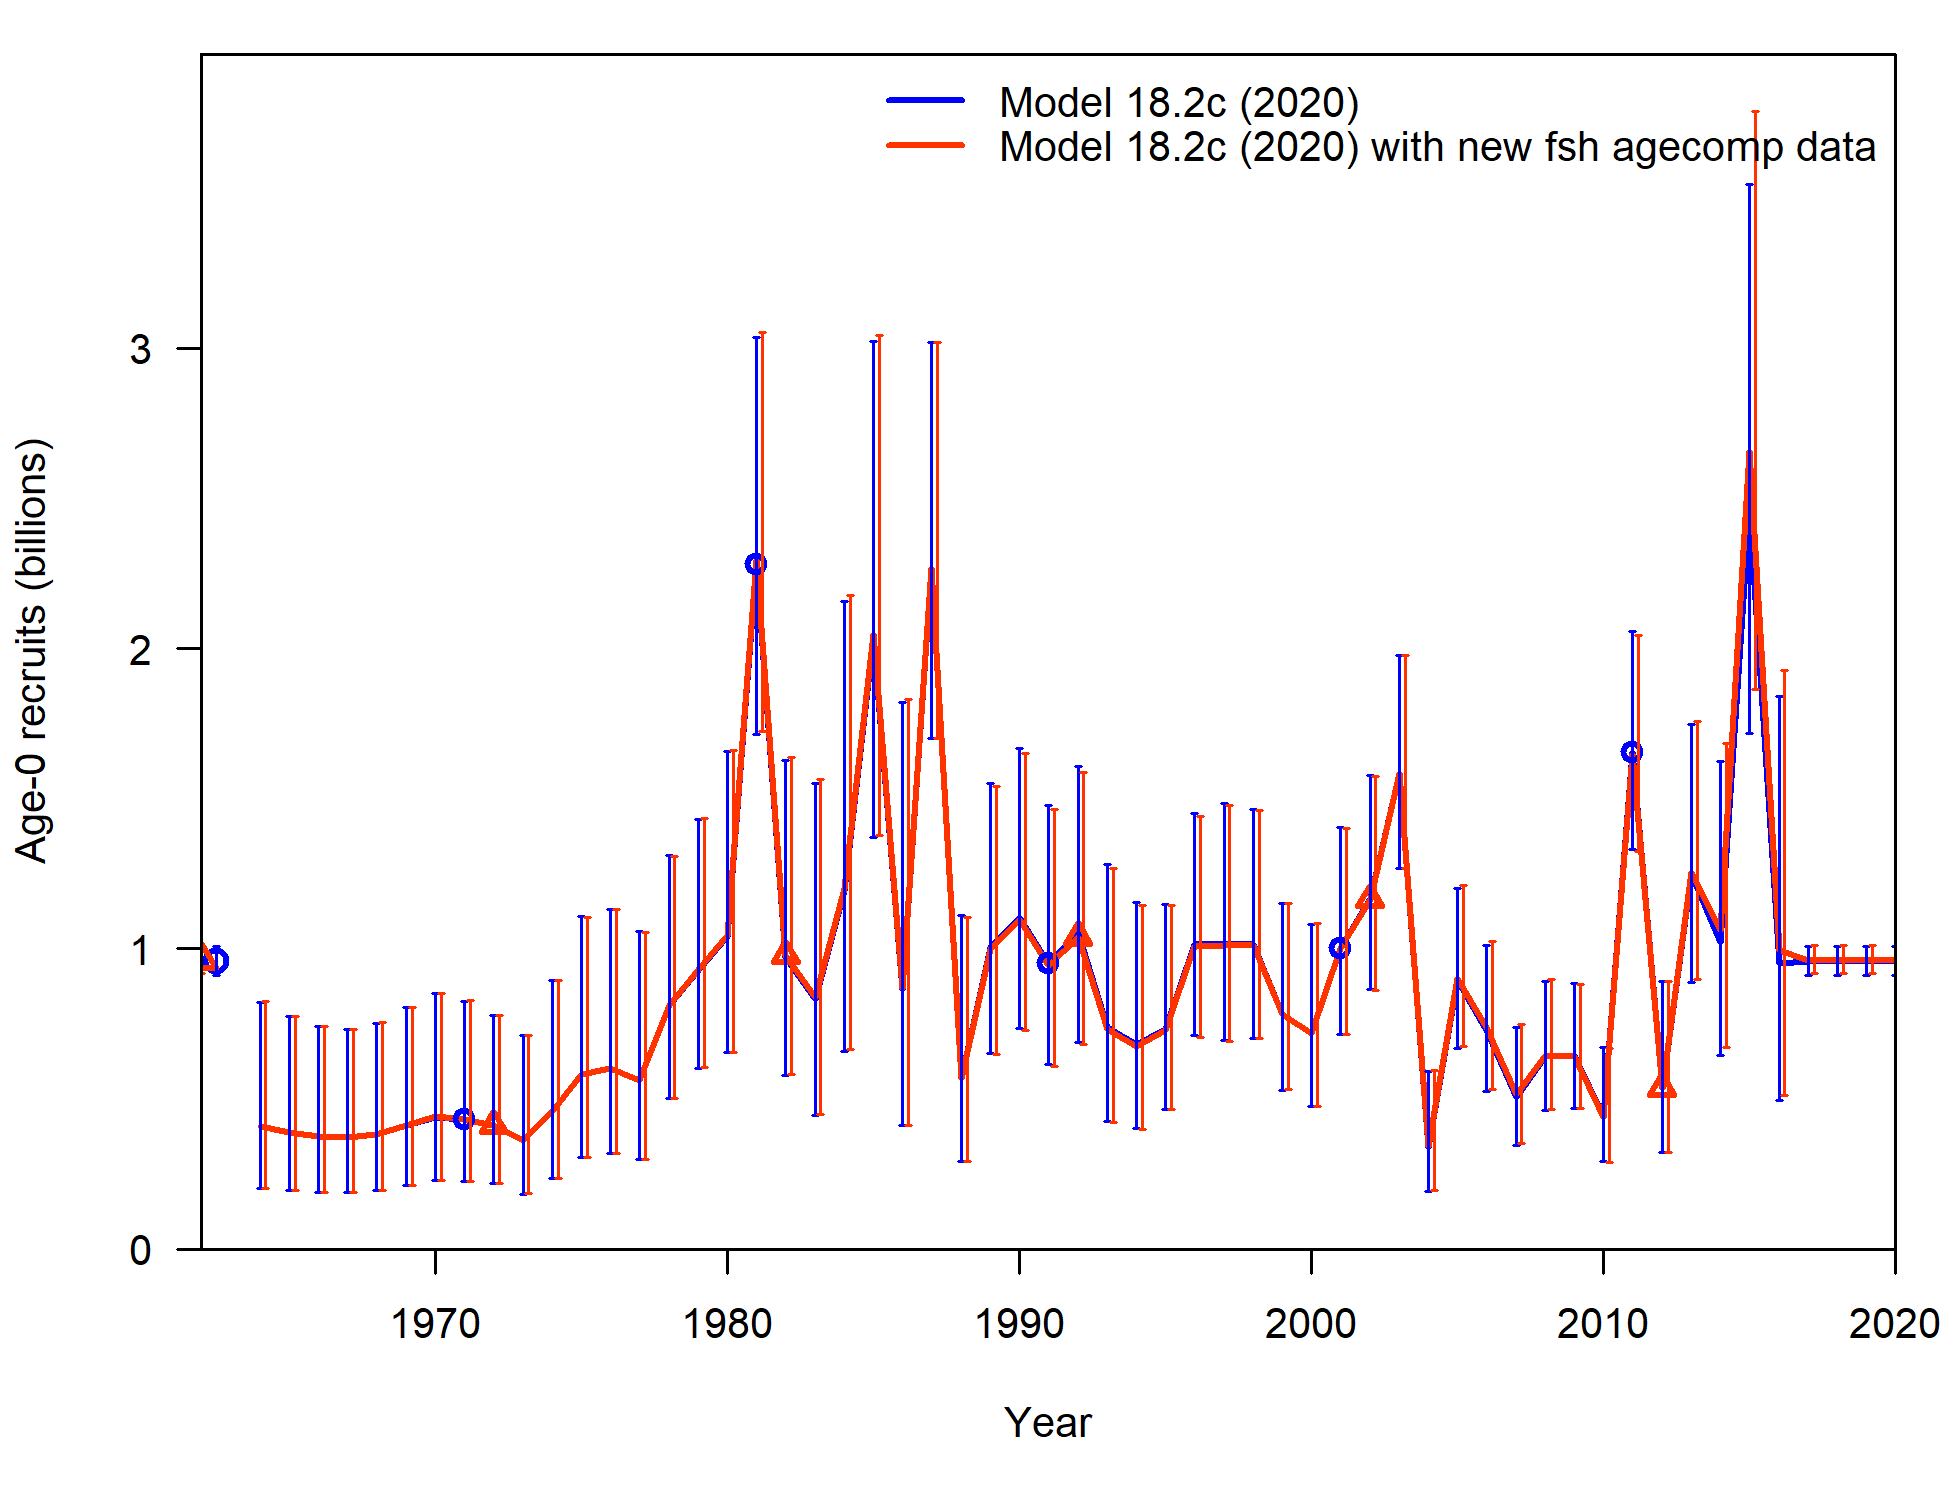 Model 18.2c (2020)
Model 18.2c (2020) with new fsh agecomp data
Age-0 recruits (billions)
3
2
1
0
1970 1980 1990 2000 2010 2020
Year